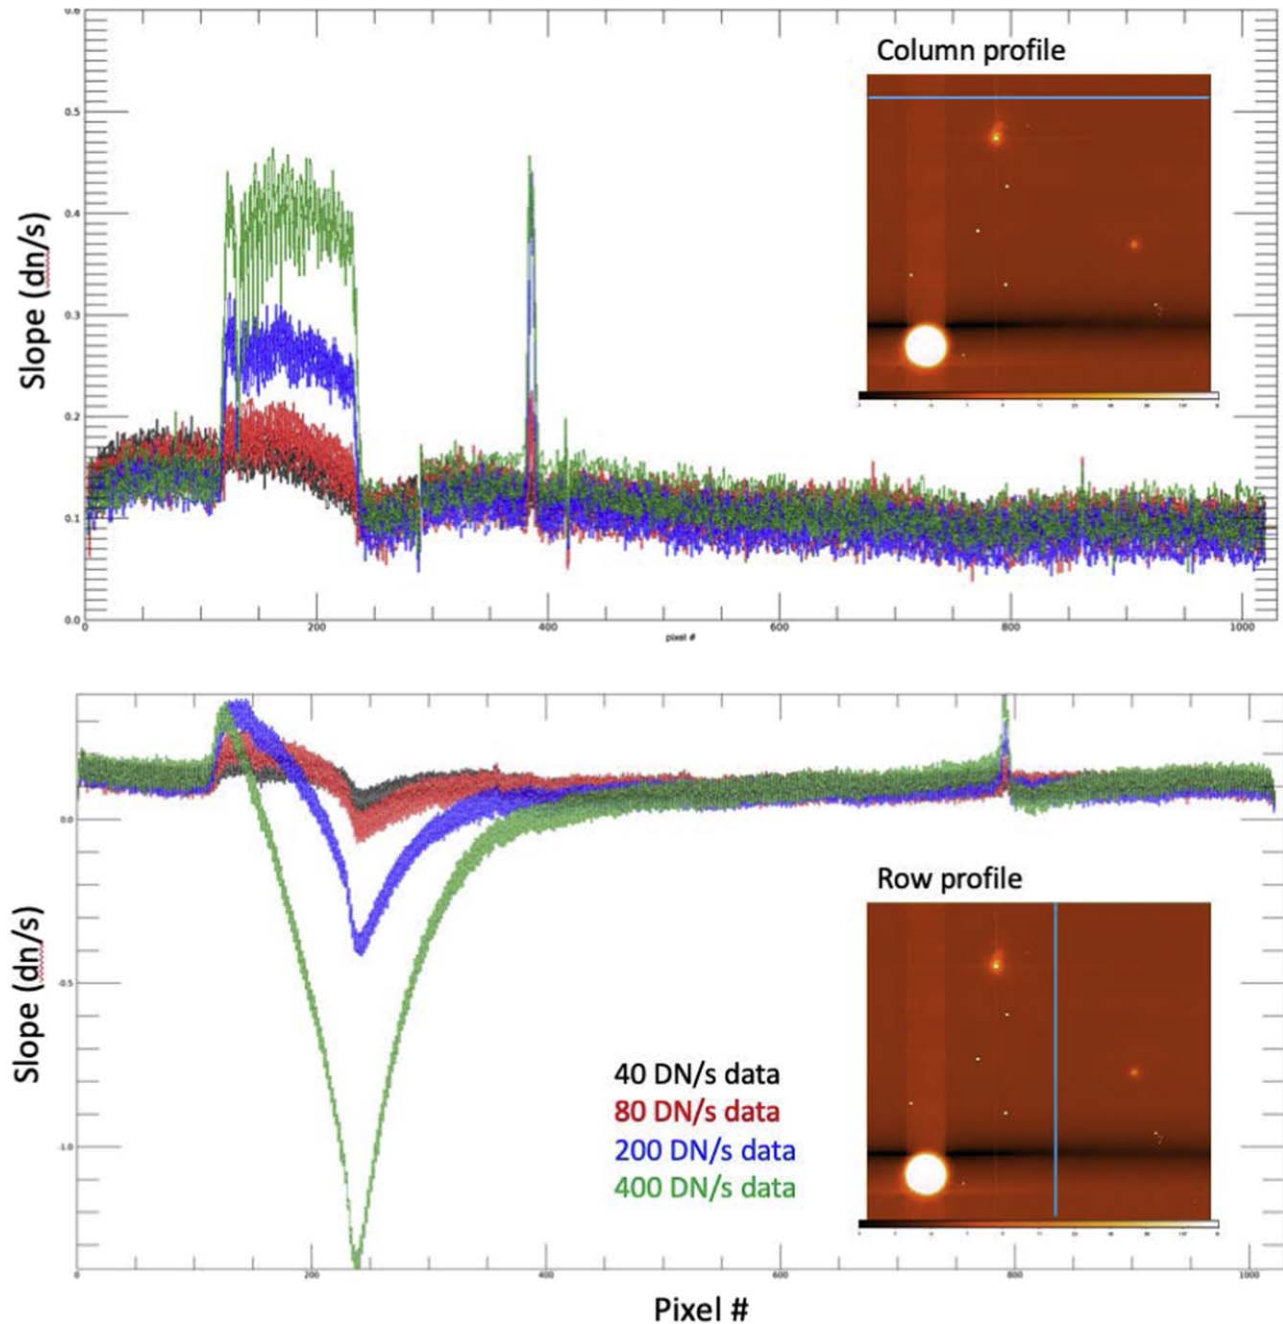 0.6
Column profile
0.5
0.4
0.3
0.2
0.1
0.0
Slope (dn/s)
0 200 400 600 800 1000
pixel #
0.0
-0.5
-1.0
Slope (dn/s)
Row profile
40 DN/s data
80 DN/s data
200 DN/s data
400 DN/s data
0 200 400 600 800 1000
Pixel #